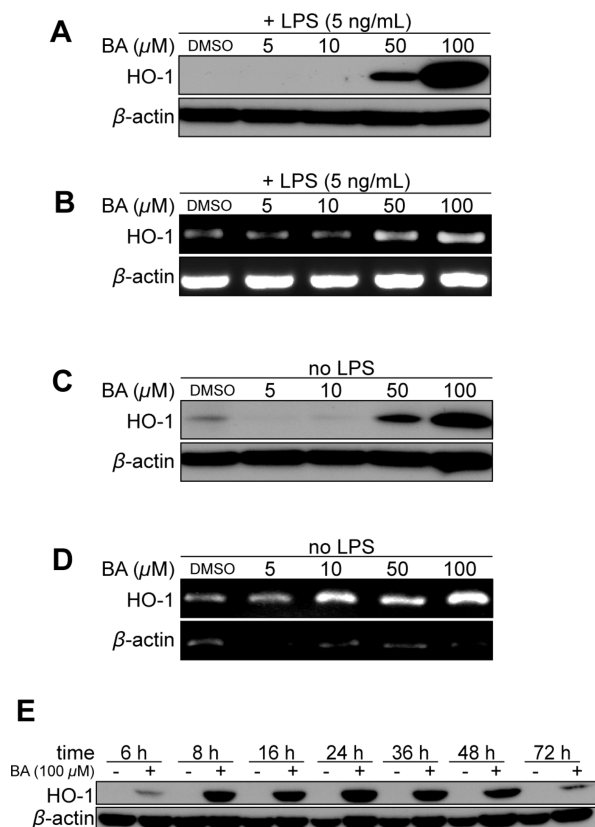 A
+ LPS (5 ng/mL)
BA (µM) DMSO 5 10 50 100
HO-1
β-actin
B
+ LPS (5 ng/mL)
BA (µM) DMSO 5 10 50 100
HO-1
β-actin
C
no LPS
BA (µM) DMSO 5 10 50 100
HO-1
β-actin
D
no LPS
BA (µM) DMSO 5 10 50 100
HO-1
β-actin
E
time 6 h 8 h 16 h 24 h 36 h 48 h 72 h
BA (100 µM) - + - + - + - + - + - + - +
HO-1
β-actin